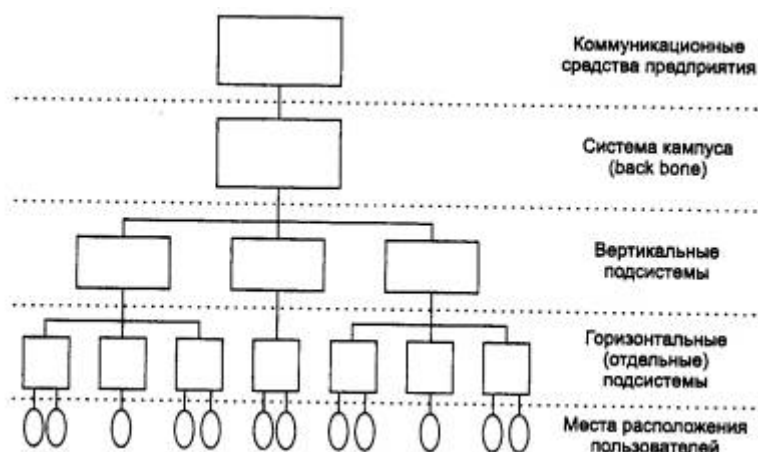 Коммуникационные
средства предприятия
Система кампуса
(back bone)
Вертикальные
подсистемы
Горизонтальные
(отдельные)
подсистемы
Места расположения
пользователей